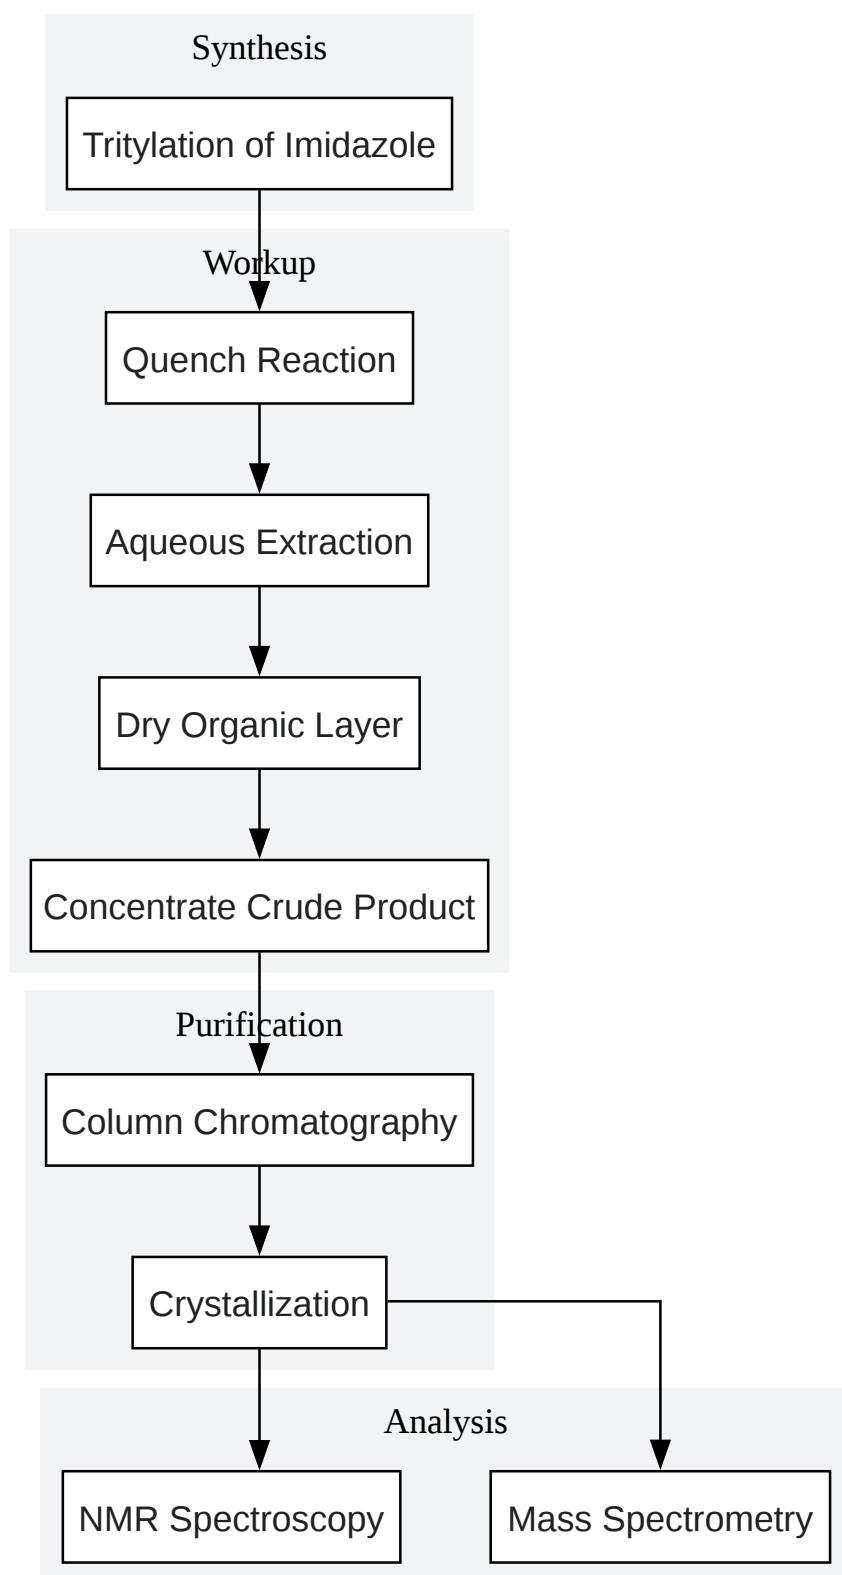 Synthesis
Tritylation of Imidazole
Workup
Quench Reaction
Aqueous Extraction
Dry Organic Layer
Concentrate Crude Product
Purification
Column Chromatography
Crystallization
Analysis
NMR Spectroscopy
Mass Spectrometry